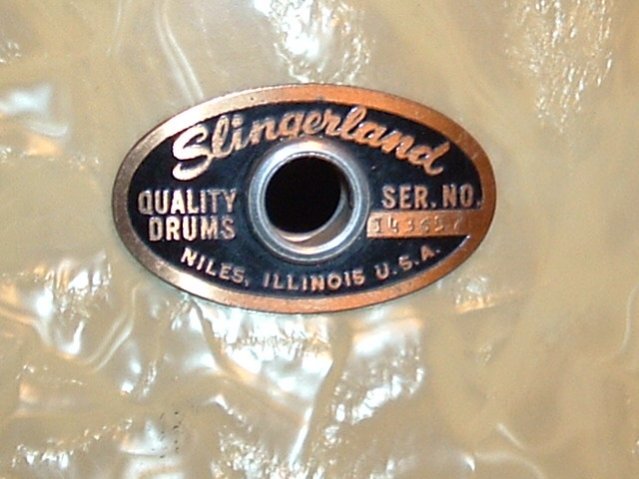 Slingerland
QUALITY
DRUMS
SER. NO.
NILES, ILLINOIS U.S.A.